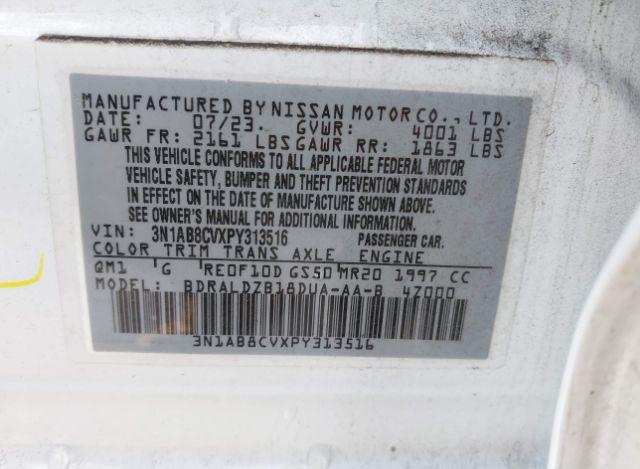 MANUFACTURED BY NISSAN MOTOR CO., LTD.
DATE: 07/23. GVWR: 4001 LBS
GAWR FR: 2161 LBS GAWR RR: 1863 LBS
THIS VEHICLE CONFORMS TO ALL APPLICABLE FEDERAL MOTOR
VEHICLE SAFETY, BUMPER AND THEFT PREVENTION STANDARDS
IN EFFECT ON THE DATE OF MANUFACTURE SHOWN ABOVE.
SEE OWNER'S MANUAL FOR ADDITIONAL INFORMATION.
VIN: 3N1AB8CVXPY313516 PASSENGER CAR.
COLOR TRIM TRANS AXLE ENGINE
QM1 G RE0F10D GS50 MR20 1997 CC
MODEL: BDRALDZB18DUA-AA-B 4Z000
3N1AB8CVXPY313516